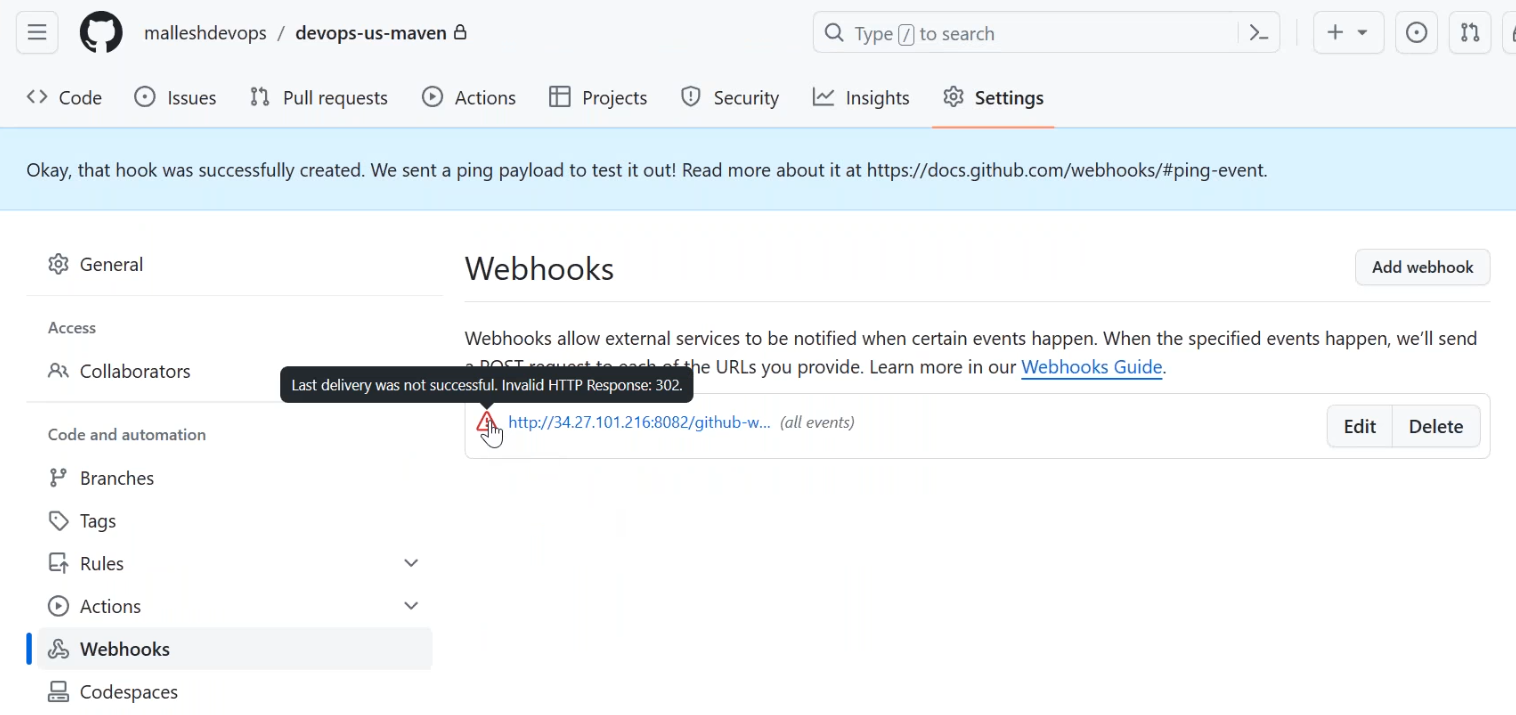 malleshdevops / devops-us-maven
Type / to search
Code Issues Pull requests Actions Projects Security Insights Settings
Okay, that hook was successfully created. We sent a ping payload to test it out! Read more about it at https://docs.github.com/webhooks/#ping-event.
General
Access
Collaborators
Code and automation
Branches
Tags
Rules
Actions
Webhooks
Codespaces
Webhooks
Add webhook
Webhooks allow external services to be notified when certain events happen. When the specified events happen, we'll send
a POST request to each of the URLs you provide. Learn more in our Webhooks Guide.
Last delivery was not successful. Invalid HTTP Response: 302.
http://34.27.101.216:8082/github-w... (all events)
Edit Delete